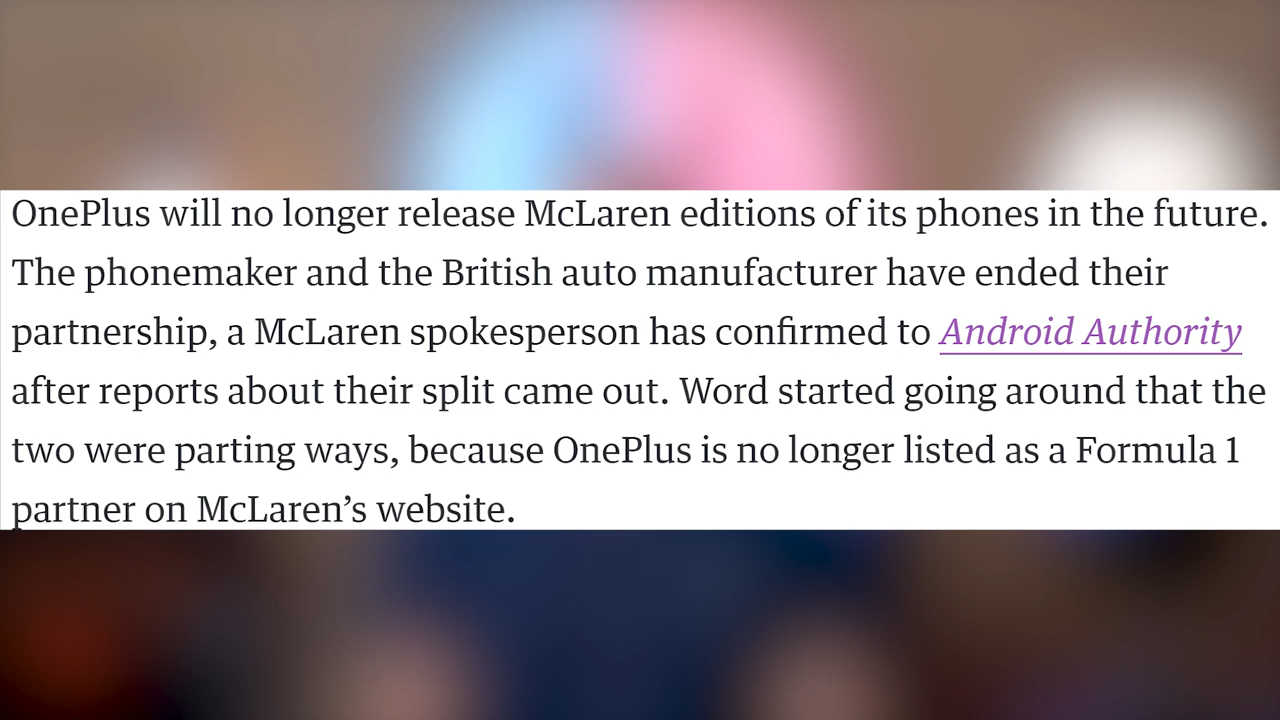 OnePlus will no longer release McLaren editions of its phones in the future.
The phonemaker and the British auto manufacturer have ended their
partnership, a McLaren spokesperson has confirmed to Android Authority
after reports about their split came out. Word started going around that the
two were parting ways, because OnePlus is no longer listed as a Formula 1
partner on McLaren’s website.